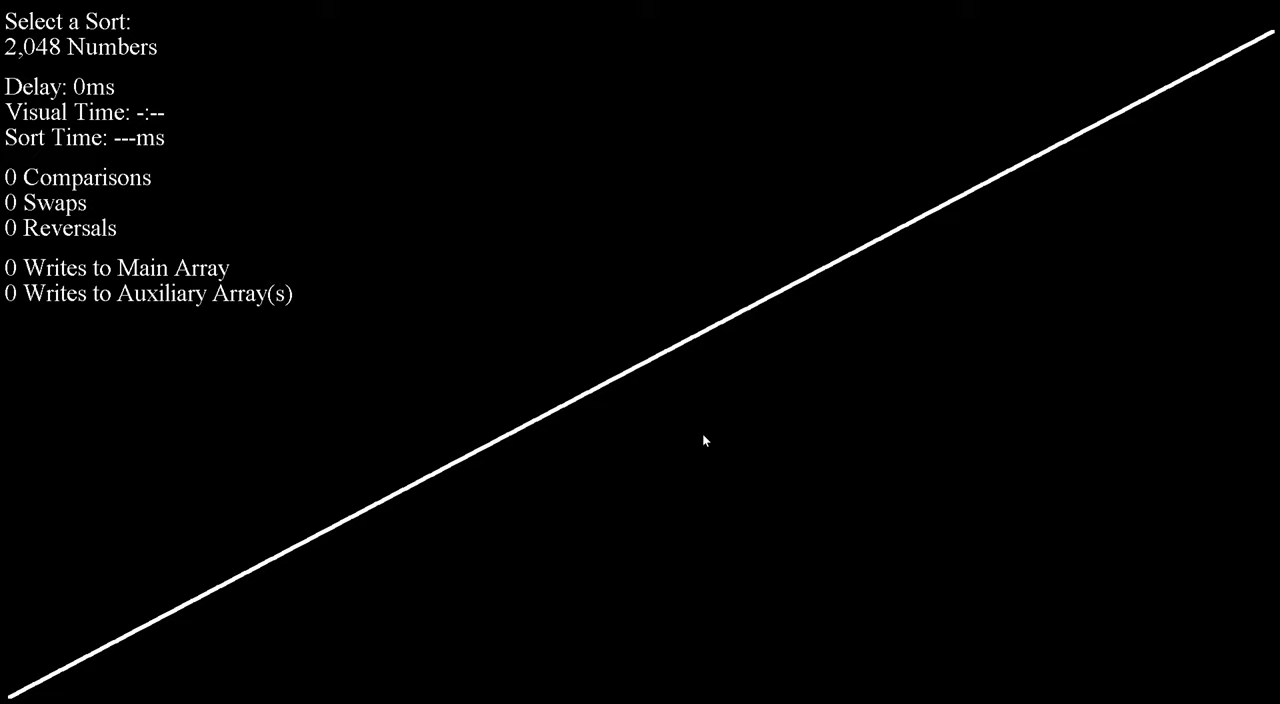 Select a Sort:
2,048 Numbers
Delay: 0ms
Visual Time: -:--
Sort Time: ---ms
0 Comparisons
0 Swaps
0 Reversals
0 Writes to Main Array
0 Writes to Auxiliary Array(s)